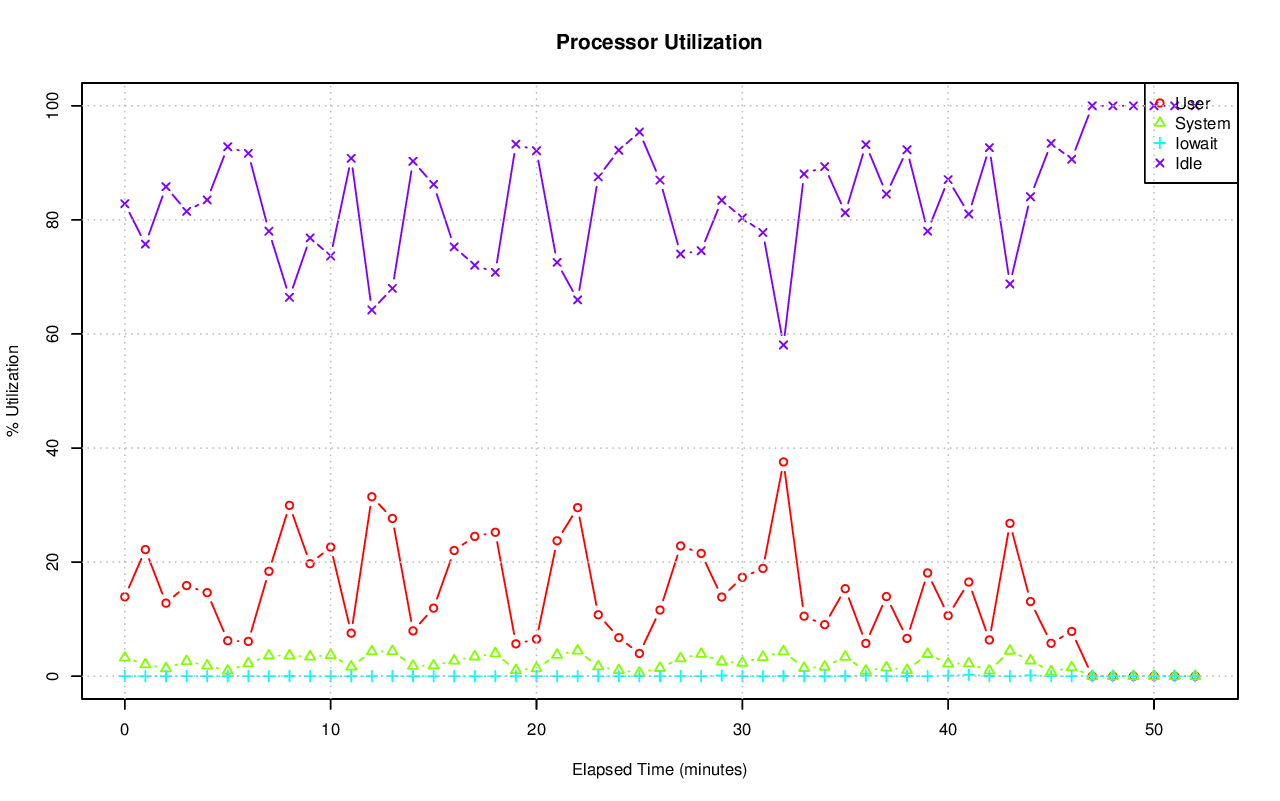 Processor Utilization
% Utilization
100
80
60
40
20
0
User
System
Iowait
Idle
0 10 20 30 40 50
Elapsed Time (minutes)